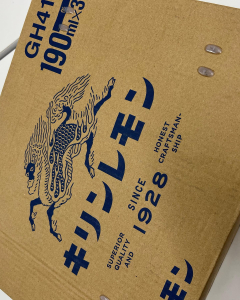 GH41
190ml×3
キリンレモン
SINCE
1928
HONEST
CRAFTSMAN-
SHIP
SUPERIOR
QUALITY
-AND-
レモン